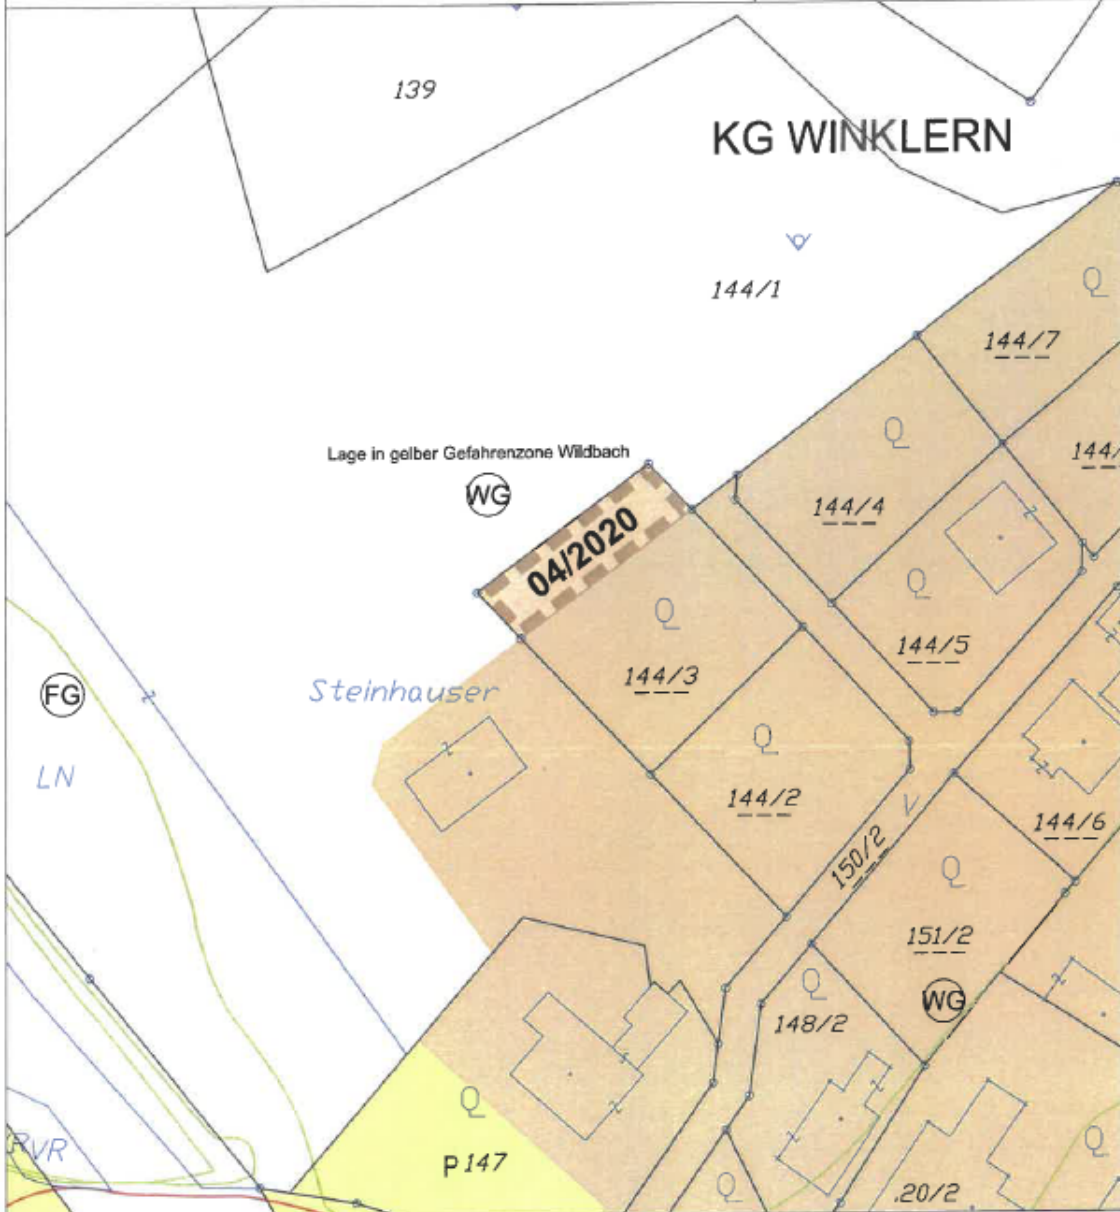 139
KG WINKLERN
144/1
Q
144/7
Q
144/
Lage in gelber Gefahrenzone Wildbach
WG
144/4
04/2020
Q
Q
144/5
144/3
Steinhauser
FG
LN
Q
144/2
V
150/2
144/6
Q
151/2
WG
Q
148/2
Q
P 147
RVR
Q
Q
.20/2